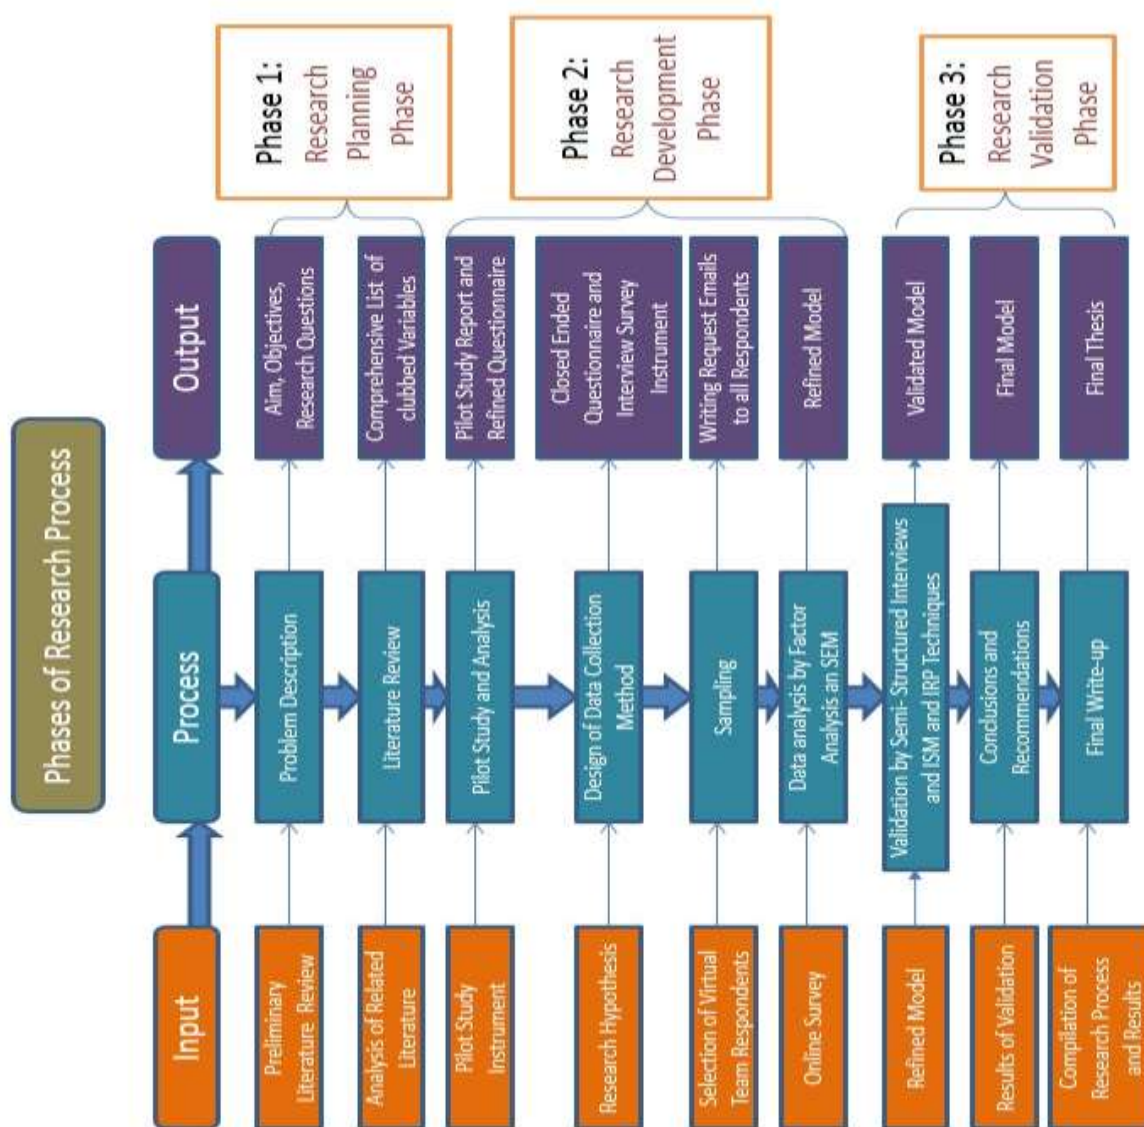 Phases of Research Process
Input
Process
Output
Preliminary
Literature Review
Problem Description
Aim, Objectives,
Research Questions
Analysis of Related
Literature
Literature Review
Comprehensive List of
clubbed Variables
Phase 1:
Research
Planning
Phase
Pilot Study
Instrument
Pilot Study and Analysis
Pilot Study Report and
Refined Questionnaire
Research Hypothesis
Design of Data Collection
Method
Closed Ended
Questionnaire and
Interview Survey
Instrument
Selection of Virtual
Team Respondents
Sampling
Writing Request Emails
to all Respondents
Online Survey
Data analysis by Factor
Analysis an SEM
Refined Model
Phase 2:
Research
Development
Phase
Refined Model
Validation by Semi- Structured Interviews
and ISM and IRP Techniques
Validated Model
Results of Validation
Conclusions and
Recommendations
Final Model
Compilation of
Research Process
and Results
Final Write-up
Final Thesis
Phase 3:
Research
Validation
Phase